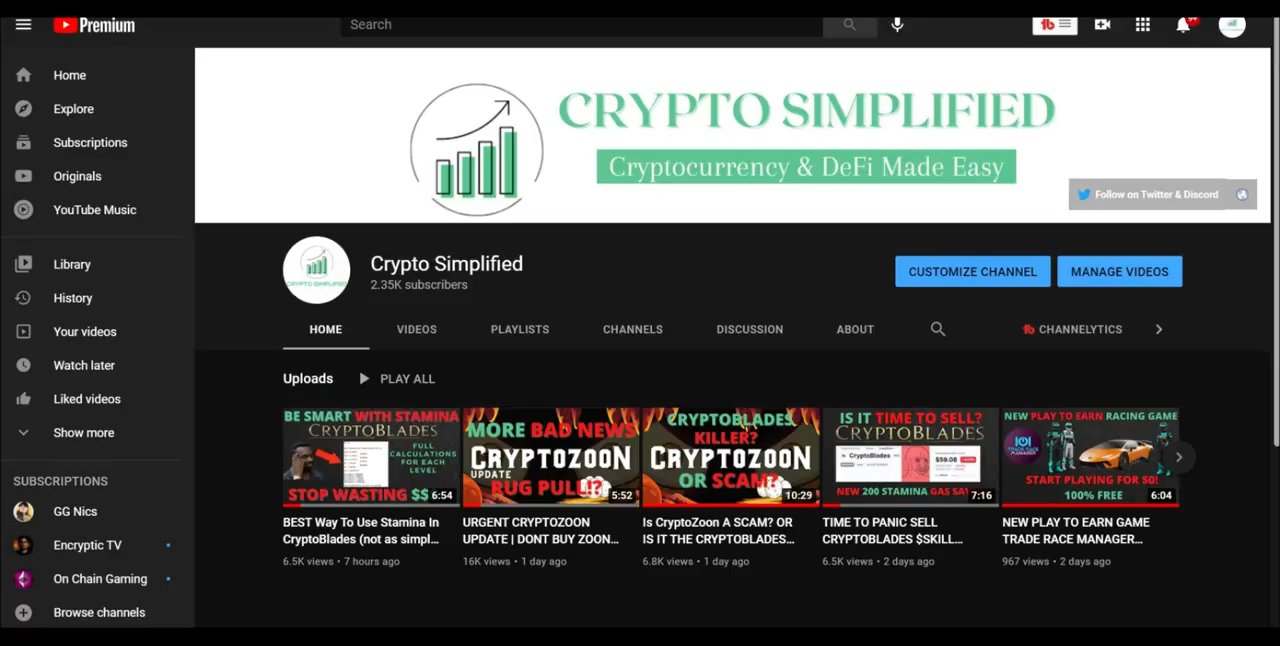 Premium
Search
9+
Home
Explore
Subscriptions
Originals
YouTube Music
Library
History
Your videos
Watch later
Liked videos
Show more
SUBSCRIPTIONS
GG Nics
Encryptic TV
On Chain Gaming
Browse channels
CRYPTO SIMPLIFIED
Cryptocurrency & DeFi Made Easy
Follow on Twitter & Discord
CRYPTO SIMPLIFIED
Crypto Simplified
2.35K subscribers
CUSTOMIZE CHANNEL
MANAGE VIDEOS
HOME VIDEOS PLAYLISTS CHANNELS DISCUSSION ABOUT CHANNELYTICS
Uploads PLAY ALL
BE SMART WITH STAMINA
CRYPTOBLADES
FULL
CALCULATIONS
FOR EACH
LEVEL
STOP WASTING $$
6:54
BEST Way To Use Stamina In
CryptoBlades (not as simpl...
6.5K views • 7 hours ago
MORE BAD NEWS
CRYPTOZOON
UPDATE
RUG PULL!?
5:52
URGENT CRYPTOZOON
UPDATE | DONT BUY ZOON...
16K views • 1 day ago
CRYPTOBLADES
KILLER?
CRYPTOZOON
OR SCAM?
10:29
Is CryptoZoon A SCAM? OR
IS IT THE CRYPTOBLADES...
6.8K views • 1 day ago
IS IT TIME TO SELL?
CRYPTOBLADES
CryptoBlades
$59.08
NEW 200 STAMINA GAS SAV
7:16
TIME TO PANIC SELL
CRYPTOBLADES $SKILL...
6.5K views • 2 days ago
NEW PLAY TO EARN RACING GAME
START PLAYING FOR $0!
100% FREE
6:04
NEW PLAY TO EARN GAME
TRADE RACE MANAGER...
967 views • 2 days ago